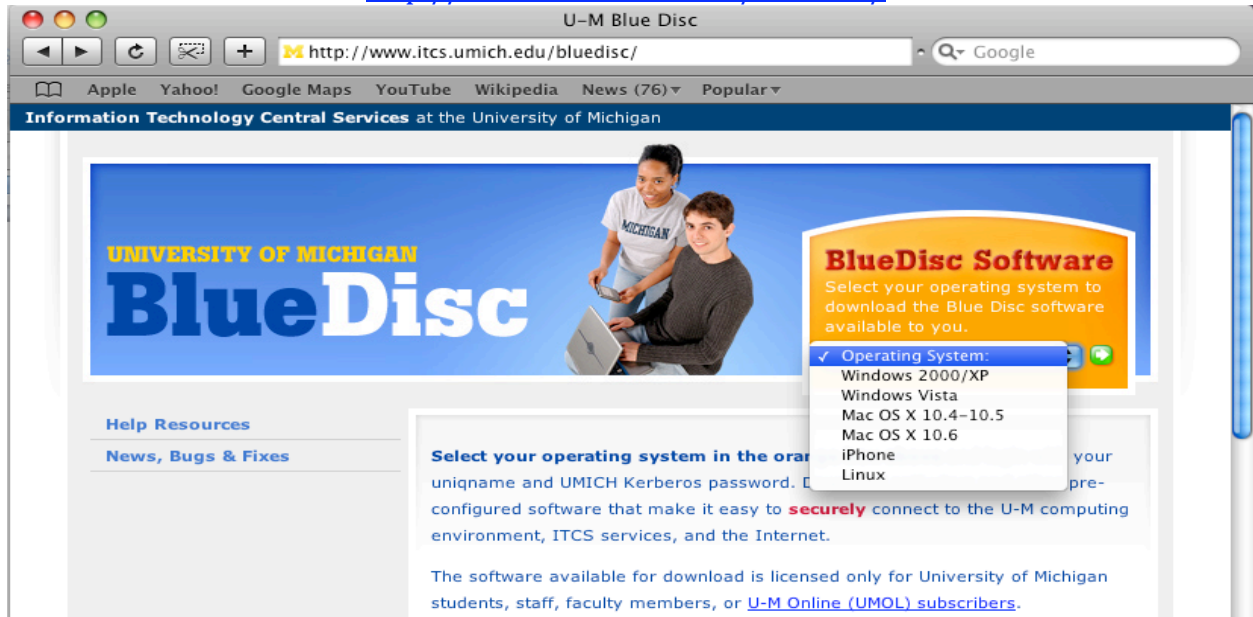 U-M Blue Disc
http://www.itcs.umich.edu/bluedisc/
Google
Apple Yahoo! Google Maps YouTube Wikipedia News (76) Popular
Information Technology Central Services at the University of Michigan
MICHIGAN
UNIVERSITY OF MICHIGAN
BlueDisc
BlueDisc Software
Select your operating system to
download the Blue Disc software
available to you.
✓ Operating System:
Windows 2000/XP
Windows Vista
Mac OS X 10.4-10.5
Mac OS X 10.6
iPhone
Linux
Help Resources
News, Bugs & Fixes
Select your operating system in the your
uniqname and UMICH Kerberos password. pre-
configured software that make it easy to securely connect to the U-M computing
environment, ITCS services, and the Internet.
The software available for download is licensed only for University of Michigan
students, staff, faculty members, or U-M Online (UMOL) subscribers.